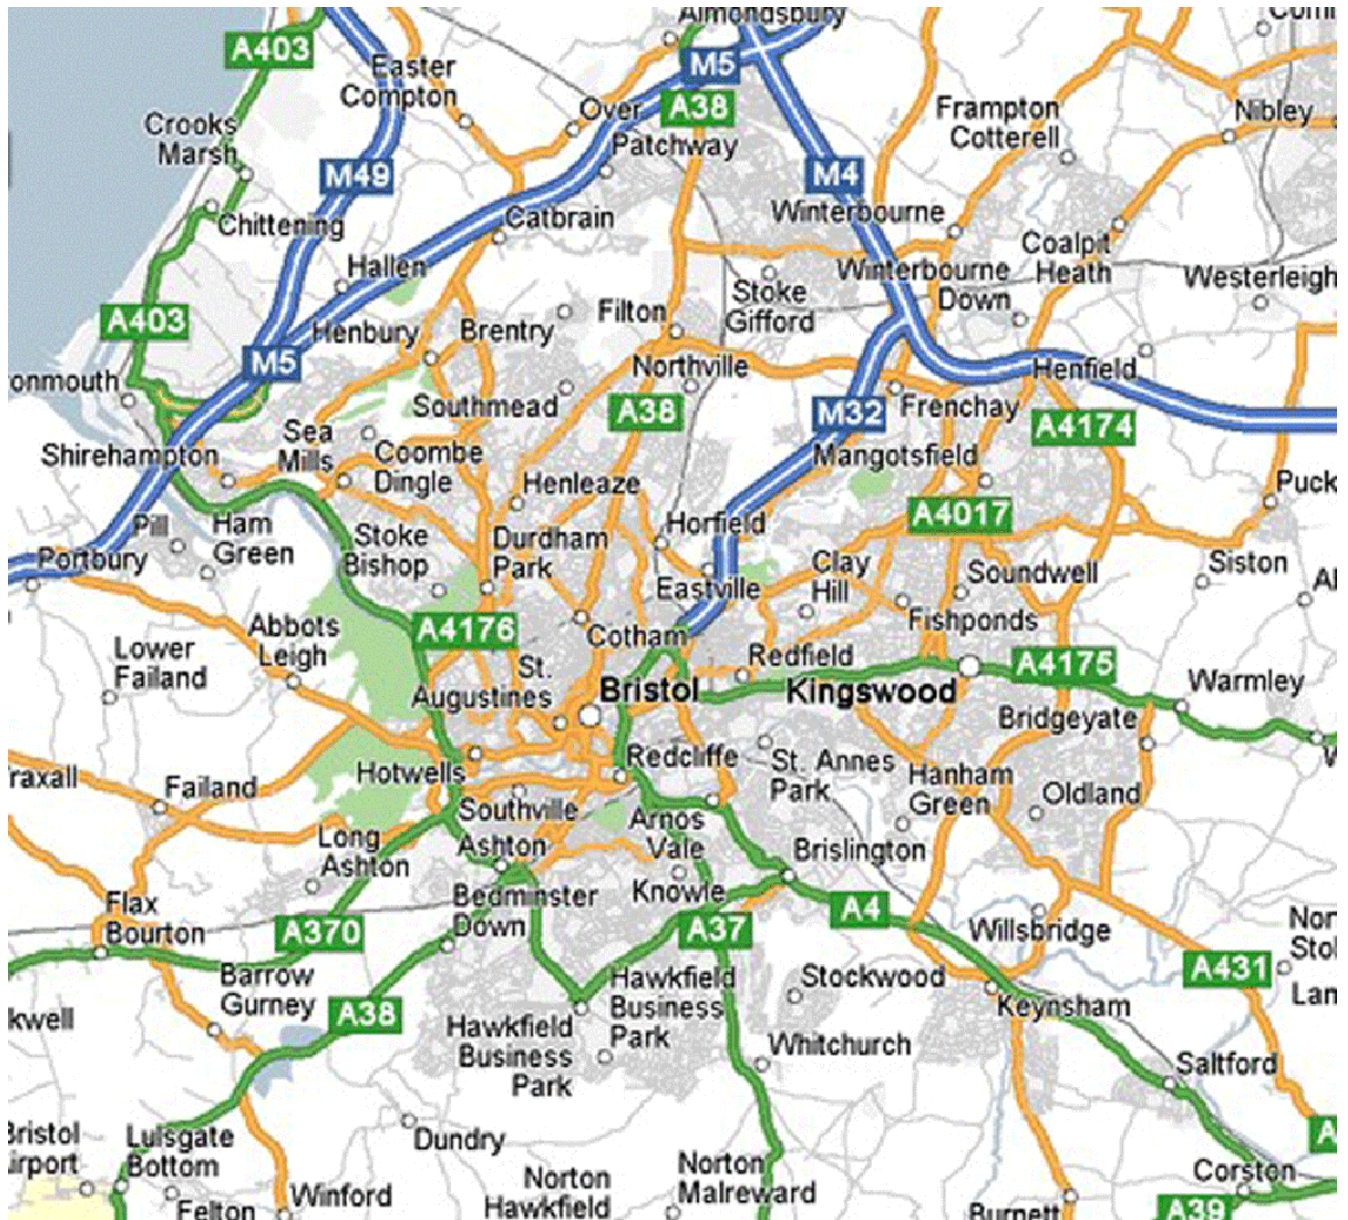 Almondsbury
A403
M5
Easter
Compton
Over
A38
Frampton
Cotterell
Nibley
Crooks
Marsh
Patchway
M49
M4
Chittening
Catbrain
Winterbourne
Coalpit
Heath
Hallen
Winterbourne
Down
Westerleigh
Stoke
Gifford
A403
Henbury
Brentry
Filton
M5
Northville
Henfield
onmouth
Southmead
A38
M32
Frenchay
A4174
Sea
Mills
Coombe
Dingle
Shirehampton
Mangotsfield
Henleaze
Puck
A4017
Pill
Ham
Green
Stoke
Bishop
Durdham
Park
Horfield
Portbury
Clay
Hill
Soundwell
Siston
Eastville
Fishponds
Abbots
Leigh
A4176
Cotham
Lower
Failand
St.
Augustines
Redfield
A4175
Bristol
Kingswood
Warmley
Bridgeyate
Redcliffe
St. Annes
Park
raxall
Failand
Hotwells
Hanham
Green
Oldland
Southville
Long
Ashton
Ashton
Arnos
Vale
Brislington
Knowle
Flax
Bourton
Bedminster
Down
A370
A37
A4
Willsbridge
Nor
Stol
Lan
A431
Barrow
Gurney
Hawkfield
Business
Park
Stockwood
Keynsham
kwell
A38
Hawkfield
Business
Park
Whitchurch
Saltford
Bristol
irport
Lulsgate
Bottom
Dundry
A
Norton
Hawkfield
Norton
Malreward
Corston
Felton
Winford
Burnett
A39